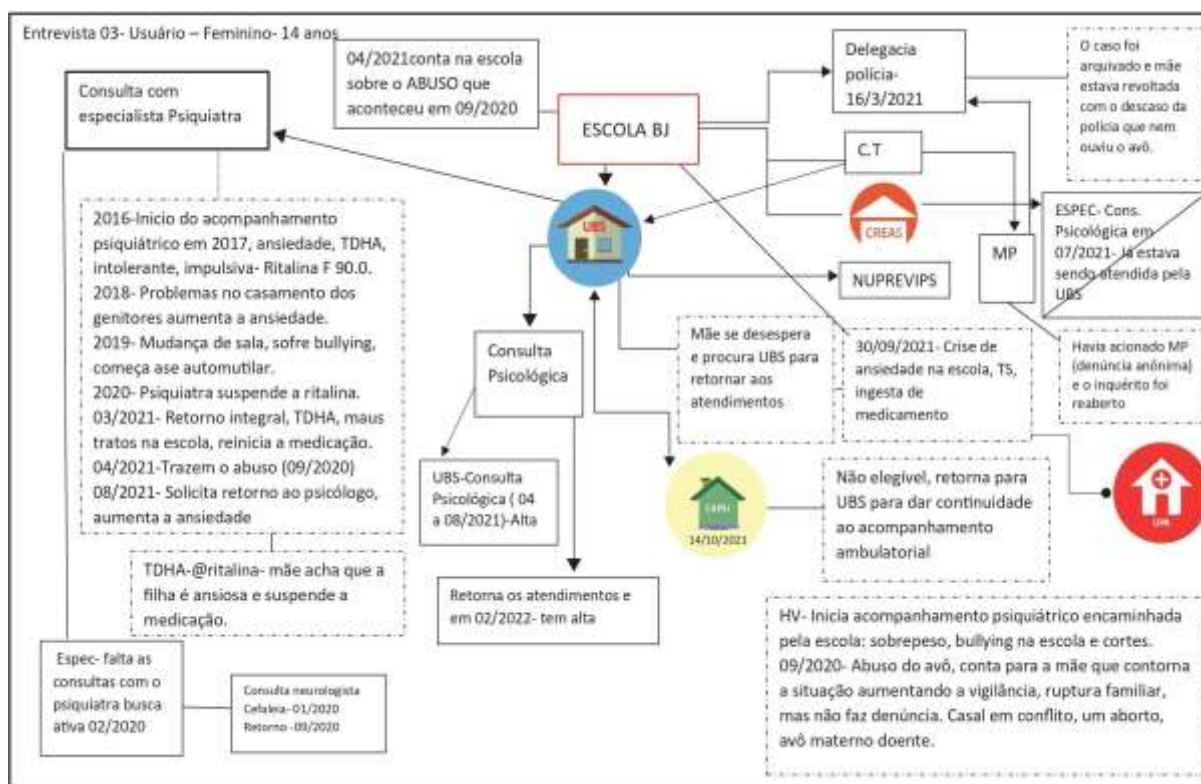 Entrevista 03- Usuário – Feminino- 14 anos
04/2021conta na escola
sobre o ABUSO que
aconteceu em 09/2020
Delegacia
polícia-
16/3/2021
O caso foi
arquivado e mãe
estava revoltada
com o descaso da
polícia que nem
ouviu o avô.
Consulta com
especialista Psiquiatra
ESCOLA BJ
C.T
UBS
CREAS
ESPEC- Cons.
Psicológica em
07/2021- Já estava
sendo atendida pela
UBS
MP
NUPREVIPS
2016-Inicio do acompanhamento
psiquiátrico em 2017, ansiedade, TDHA,
intolerante, impulsiva- Ritalina F 90.0.
2018- Problemas no casamento dos
genitores aumenta a ansiedade.
2019- Mudança de sala, sofre bullying,
começa ase automutilar.
2020- Psiquiatra suspende a ritalina.
03/2021- Retorno integral, TDHA, maus
tratos na escola, reinicia a medicação.
04/2021-Trazem o abuso (09/2020)
08/2021- Solicita retorno ao psicólogo,
aumenta a ansiedade
Consulta
Psicológica
Mãe se desespera
e procura UBS para
retornar aos
atendimentos
30/09/2021- Crise de
ansiedade na escola, TS,
ingesta de
medicamento
Havia acionado MP
(denúncia anônima)
e o inquérito foi
reaberto
UBS-Consulta
Psicológica ( 04
a 08/2021)-Alta
14/10/2021
Não elegível, retorna para
UBS para dar continuidade
ao acompanhamento
ambulatorial
UPA
TDHA-@ritalina- mãe acha que a
filha é ansiosa e suspende a
medicação.
Retorna os atendimentos e
em 02/2022- tem alta
HV- Inicia acompanhamento psiquiátrico encaminhada
pela escola: sobrepeso, bullying na escola e cortes.
09/2020- Abuso do avô, conta para a mãe que contorna
a situação aumentando a vigilância, ruptura familiar,
mas não faz denúncia. Casal em conflito, um aborto,
avô materno doente.
Espec- falta as
consultas com o
psiquiatra busca
ativa 02/2020
Consulta neurologista
Cefaleia- 01/2020
Retorno -09/2020